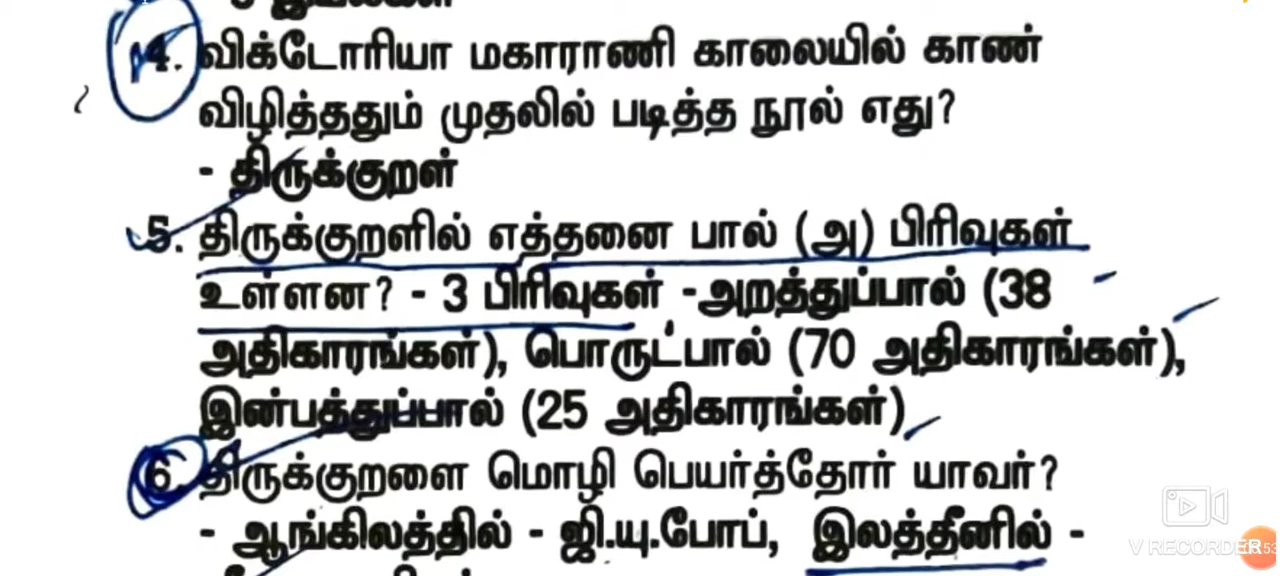 4. விக்டோரியா மகாராணி காலையில் காண்
விழித்ததும் முதலில் படித்த நூல் எது?
- திருக்குறள்
5. திருக்குறளில் எத்தனை பால் (அ) பிரிவுகள்
உள்ளன? - 3 பிரிவுகள் -அறத்துப்பால் (38
அதிகாரங்கள்), பொருட்பால் (70 அதிகாரங்கள்),
இன்பத்துப்பால் (25 அதிகாரங்கள்)
6. திருக்குறளை மொழி பெயர்த்தோர் யாவர்?
- ஆங்கிலத்தில் - ஜி.யு.போப், இலத்தீனில் -
V RECORDER